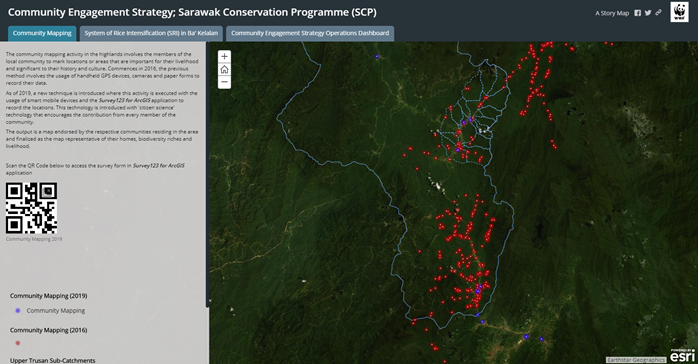 Community Engagement Strategy; Sarawak Conservation Programme (SCP)
A Story Map
WWF
Community Mapping
System of Rice Intensification (SRI) in Ba' Kelalan
Community Engagement Strategy Operations Dashboard
The community mapping activity in the highlands involves the members of the
local community to mark locations or areas that are important for their livelihood
and significant to their history and culture. Commences in 2016, the previous
method involves the usage of handheld GPS devices, cameras and paper forms to
record their data.
As of 2019, a new technique is introduced where this activity is executed with the
usage of smart mobile devices and the Survey123 for ArcGIS application to
record the locations. This technology is introduced with 'citizen science'
technology that encourages the contribution from every member of the
community.
The output is a map endorsed by the respective communities residing in the area
and finalized as the map representative of their homes, biodiversity riches and
livelihood.
Scan the QR Code below to access the survey form in Survey123 for ArcGIS
application
Community Mapping 2019
Community Mapping (2019)
Community Mapping
Community Mapping (2016)
Upper Trusan Sub-Catchments
Earthstar Geographics
POWERED BY
esri